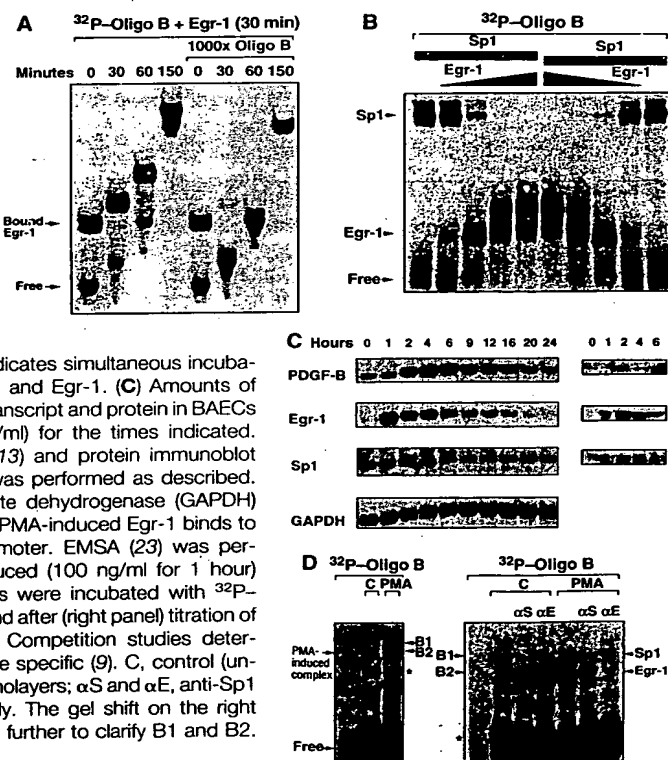 A
³²P–Oligo B + Egr-1 (30 min)
1000x Oligo B
Minutes 0 30 60 150 0 30 60 150
Bound
Egr-1
Free
B
³²P–Oligo B
Sp1 Sp1
Egr-1 Egr-1
Sp1
Egr-1
Free
dicates simultaneous incuba-
and Egr-1. (C) Amounts of
anscript and protein in BAECs
/ml) for the times indicated.
13) and protein immunoblot
was performed as described.
te dehydrogenase (GAPDH)
PMA-induced Egr-1 binds to
moter. EMSA (23) was per-
uced (100 ng/ml for 1 hour)
s were incubated with ³²P–
nd after (right panel) titration of
Competition studies deter-
e specific (9). C, control (un-
nolayers; αS and αE, anti-Sp1
ly. The gel shift on the right
further to clarify B1 and B2.
C Hours 0 1 2 4 6 9 12 16 20 24 0 1 2 4 6
PDGF-B
Egr-1
Sp1
GAPDH
D
³²P–Oligo B
C PMA
PMA-
induced
complex
B1
B2
*
Free
³²P–Oligo B
C PMA
αS αE αS αE
B1
B2
*
Sp1
Egr-1